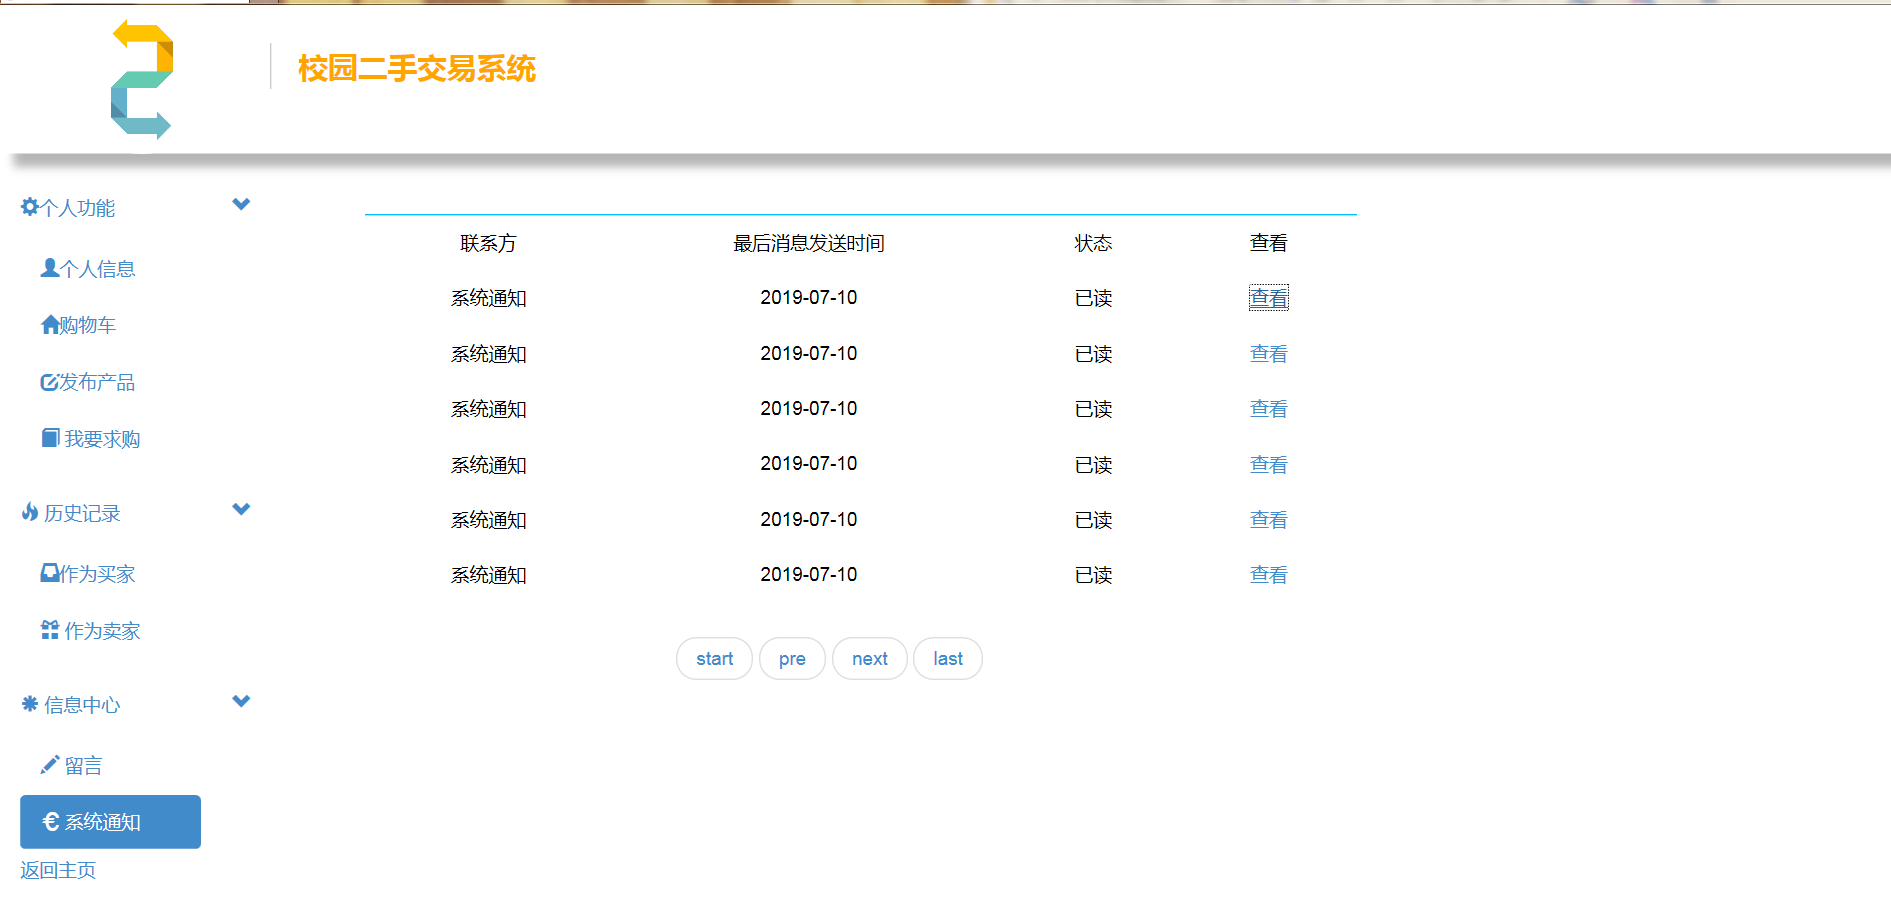 校园二手交易系统
个人功能
个人信息
购物车
发布产品
我要求购
历史记录
作为买家
作为卖家
信息中心
留言
€ 系统通知
返回主页
联系方 最后消息发送时间 状态 查看
系统通知 2019-07-10 已读 查看
系统通知 2019-07-10 已读 查看
系统通知 2019-07-10 已读 查看
系统通知 2019-07-10 已读 查看
系统通知 2019-07-10 已读 查看
系统通知 2019-07-10 已读 查看
start pre next last